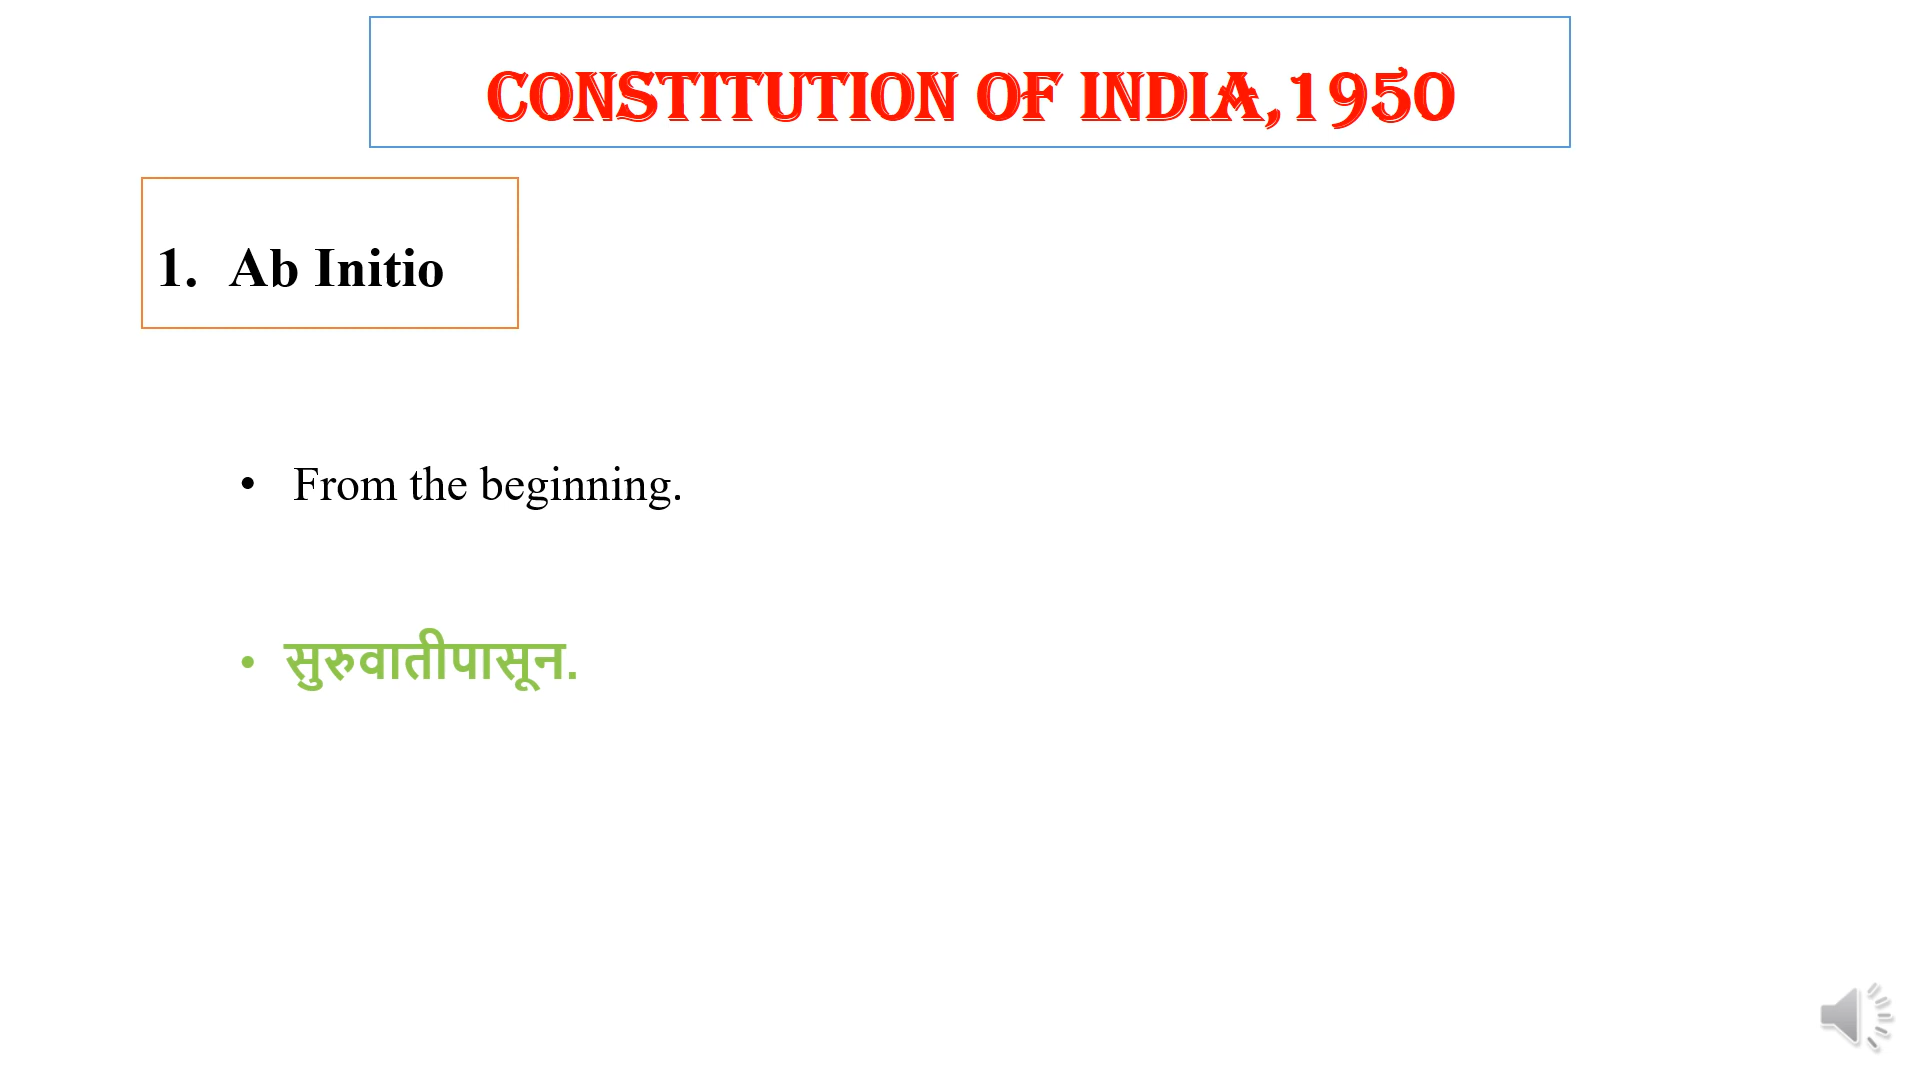 CONSTITUTION OF INDIA,1950
1. Ab Initio
• From the beginning.
• सुरुवातीपासून.